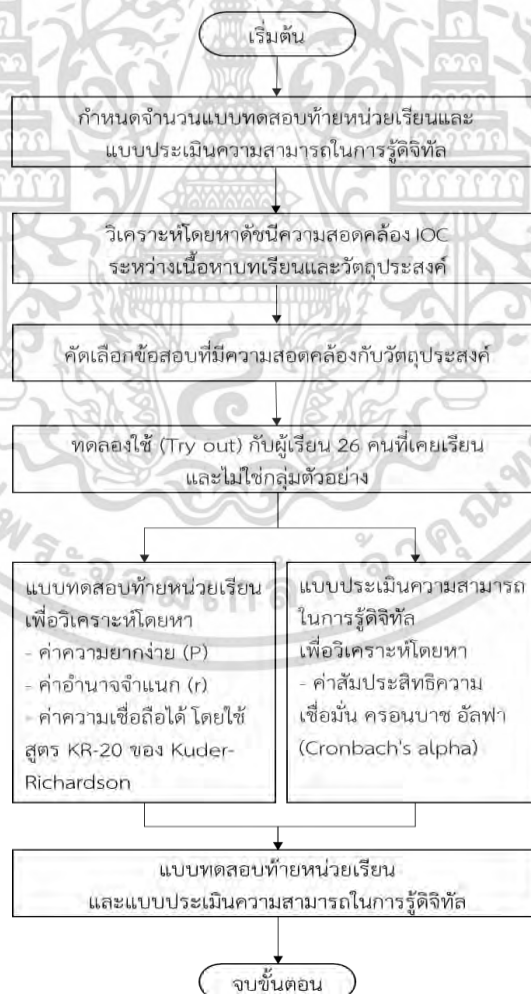 เริ่มต้น
กำหนดจำนวนแบบทดสอบท้ายหน่วยเรียนและ
แบบประเมินความสามารถในการรู้ดิจิทัล
วิเคราะห์โดยหาดัชนีความสอดคล้อง IOC
ระหว่างเนื้อหาบทเรียนและวัตถุประสงค์
คัดเลือกข้อสอบที่มีความสอดคล้องกับวัตถุประสงค์
ทดลองใช้ (Try out) กับผู้เรียน 26 คนที่เคยเรียน
และไม่ใช่กลุ่มตัวอย่าง
แบบทดสอบท้ายหน่วยเรียน
เพื่อวิเคราะห์โดยหา
- ค่าความยากง่าย (P)
- ค่าอำนาจจำแนก (r)
- ค่าความเชื่อถือได้ โดยใช้
สูตร KR-20 ของ Kuder-
Richardson
แบบประเมินความสามารถ
ในการรู้ดิจิทัล
เพื่อวิเคราะห์โดยหา
- ค่าสัมประสิทธิความ
เชื่อมั่น ครอนบาช อัลฟา
(Cronbach's alpha)
แบบทดสอบท้ายหน่วยเรียน
และแบบประเมินความสามารถในการรู้ดิจิทัล
จบขั้นตอน